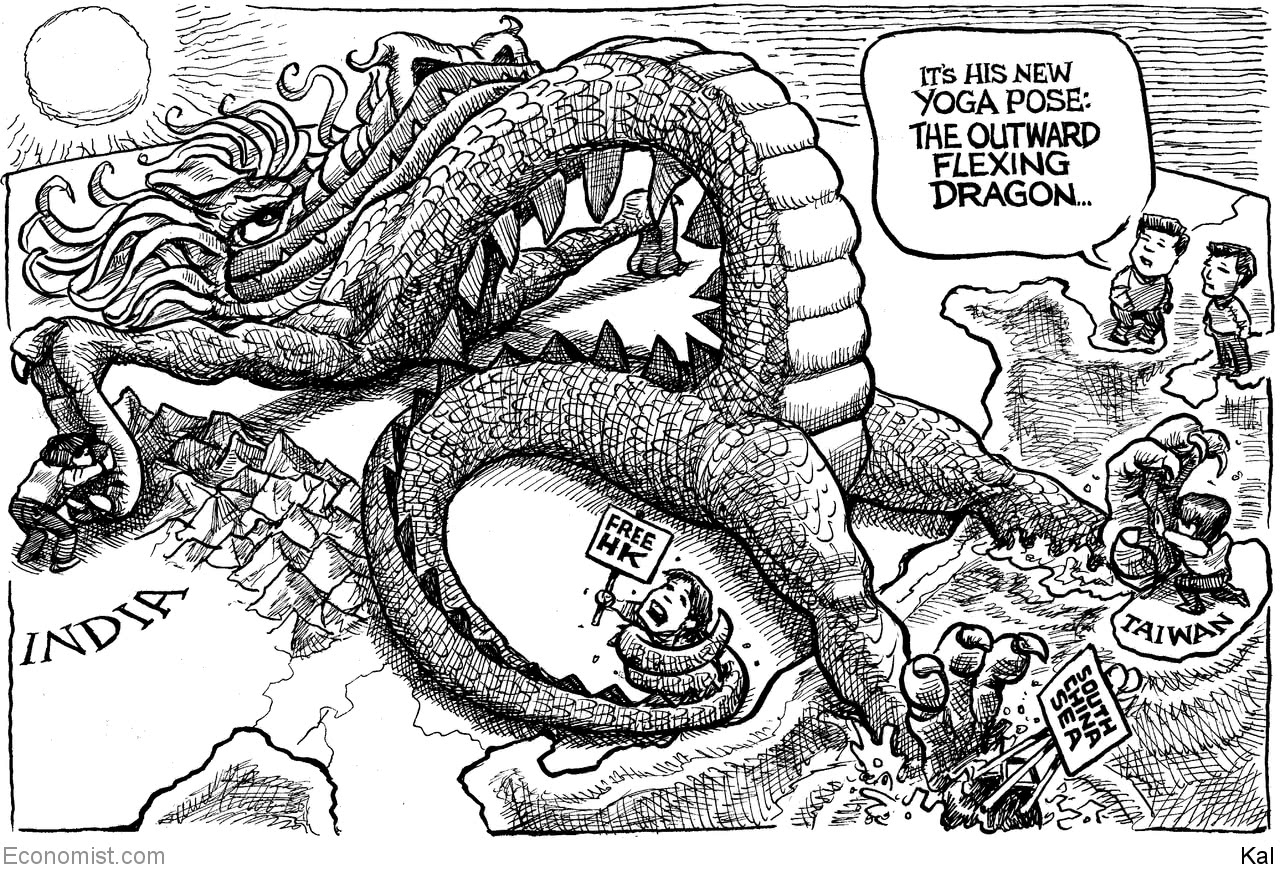 IT'S HIS NEW
YOGA POSE:
THE OUTWARD
FLEXING
DRAGON...
FREE
HK
INDIA
TAIWAN
SOUTH
CHINA
SEA
Economist.com
Kal